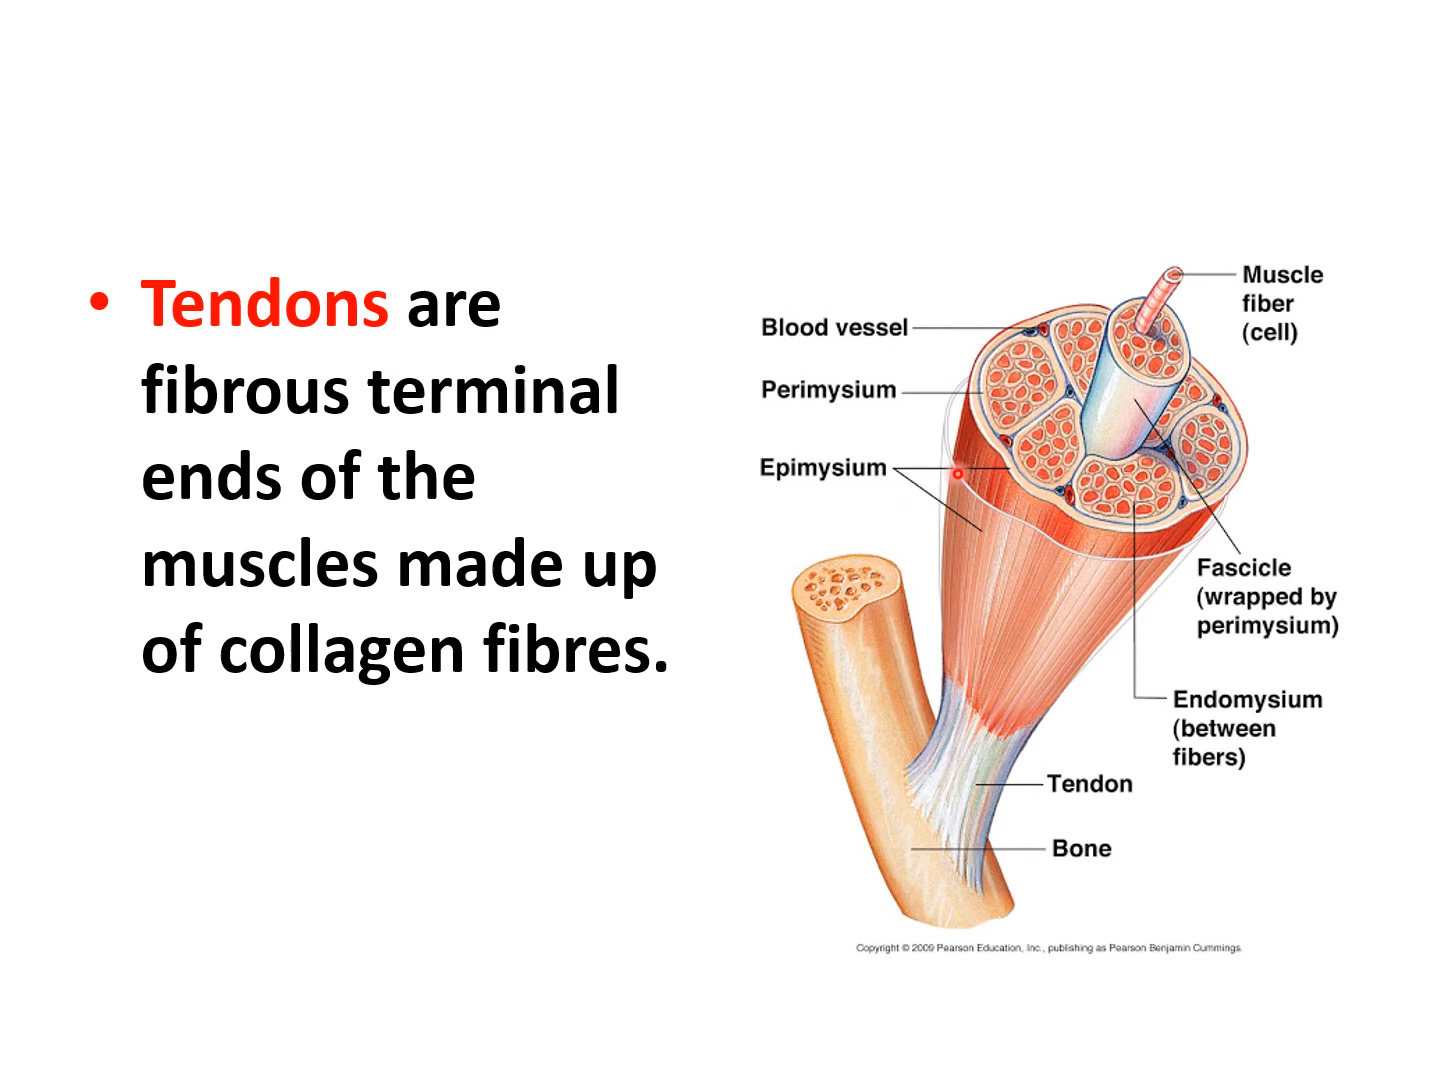 • Tendons are
fibrous terminal
ends of the
muscles made up
of collagen fibres.
Muscle
fiber
(cell)
Blood vessel
Perimysium
Epimysium
Fascicle
(wrapped by
perimysium)
Endomysium
(between
fibers)
Tendon
Bone
Copyright © 2009 Pearson Education, Inc., publishing as Pearson Benjamin Cummings.